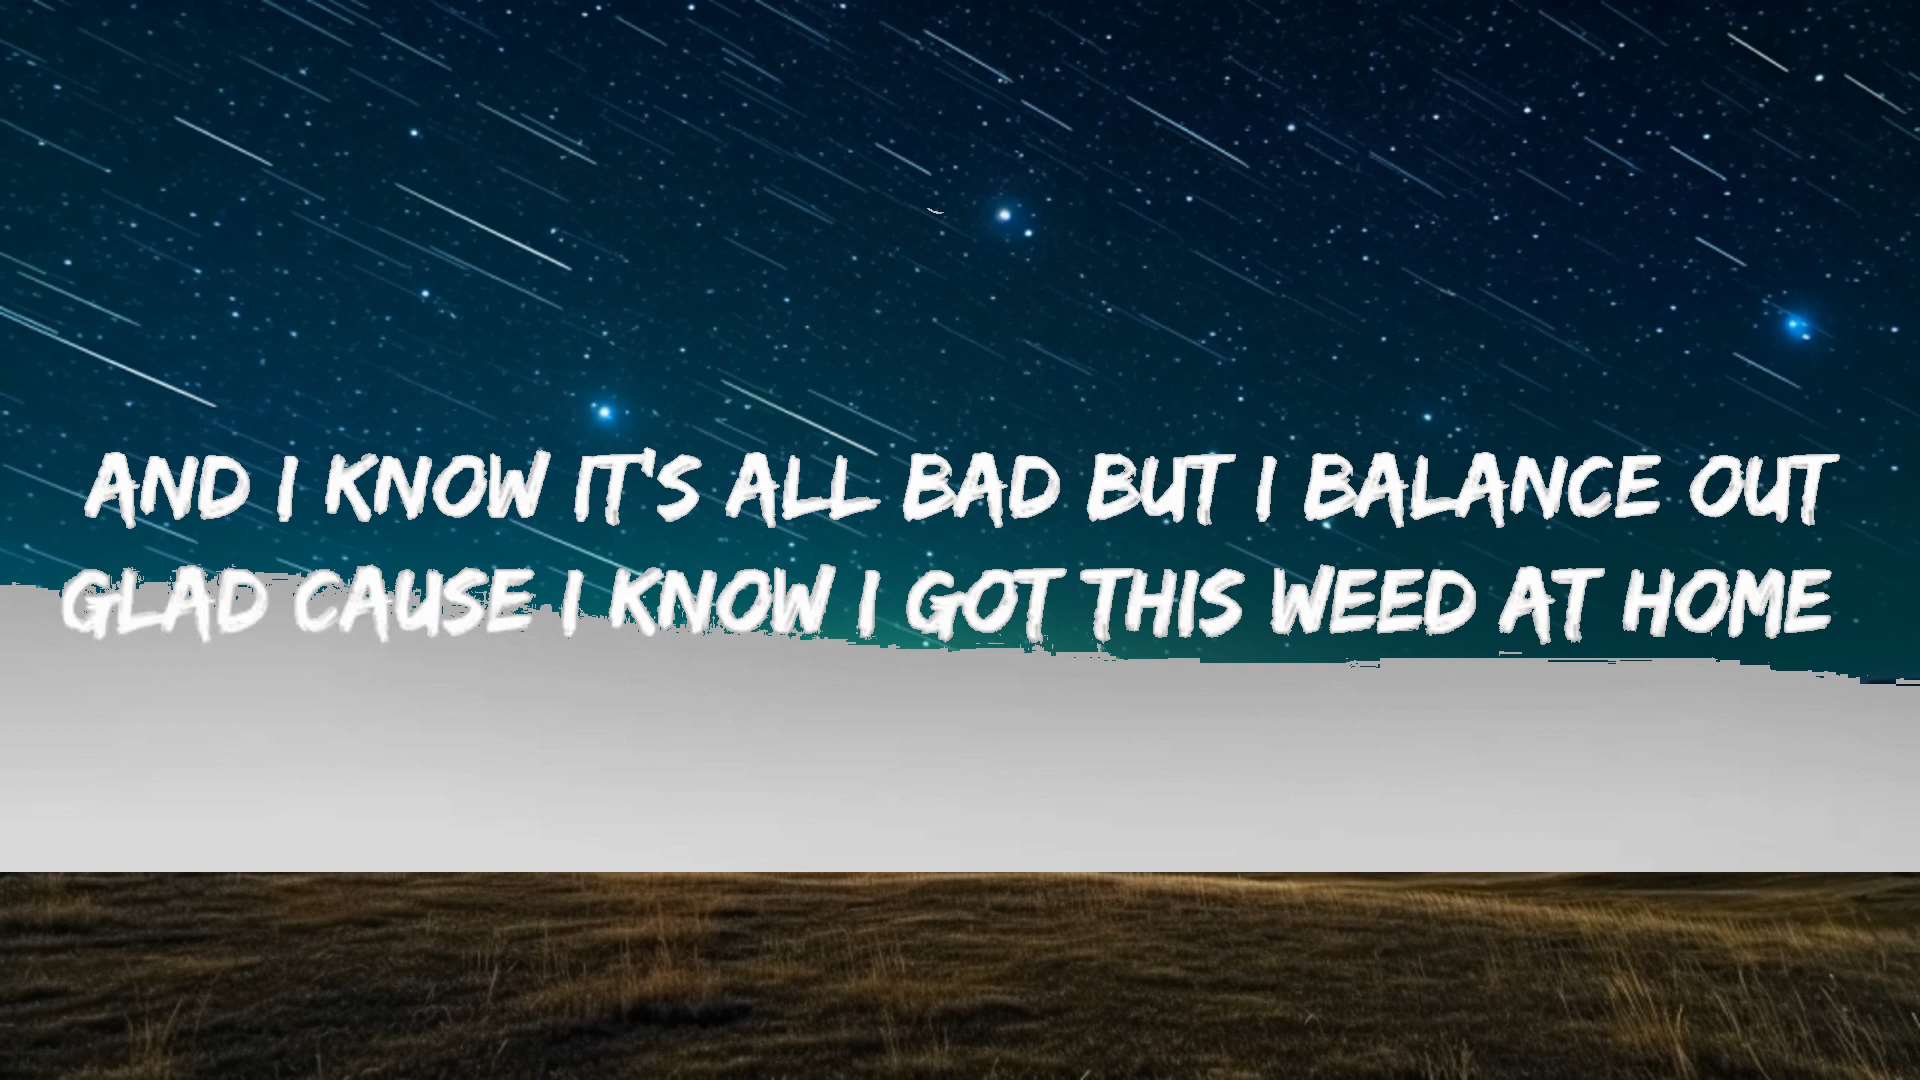 AND I KNOW IT'S ALL BAD BUT I BALANCE OUT
GLAD CAUSE I KNOW I GOT THIS WEED AT HOME